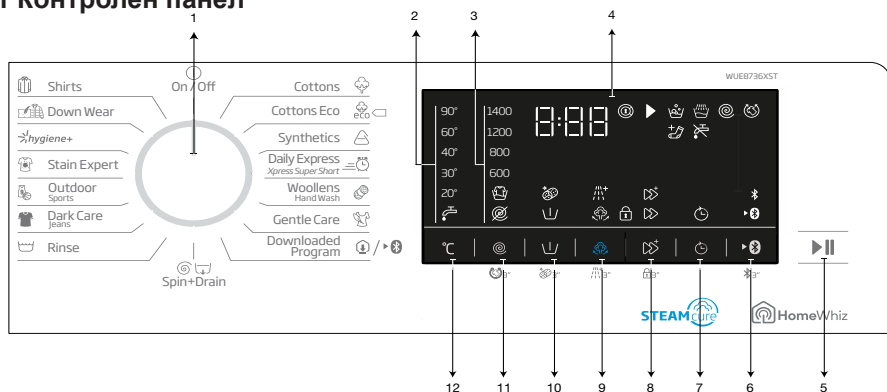 Контролен панел
1
2
3
4
WUE8736XST
On / Off
Shirts
Down Wear
hygiene+
Stain Expert
Outdoor
Sports
Dark Care
Jeans
Rinse
Spin+Drain
Cottons
Cottons Eco
eco
Synthetics
Daily Express
Xpress Super Short
Woollens
Hand Wash
Gentle Care
Downloaded
Program
90° 1400 8:88
60° 1200
40° 800
30° 600
20°
°C
3" 3" 3" 3" 3"
STEAMcure HomeWhiz
12 11 10 9 8 7 6 5